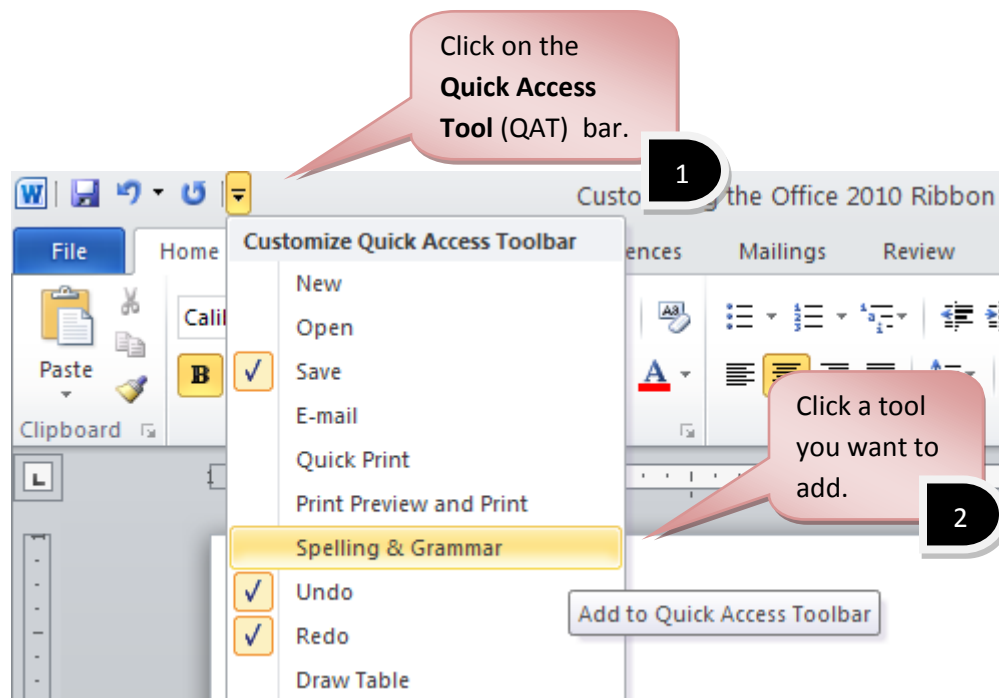 Click on the
Quick Access
Tool (QAT) bar.
1
W
Custo g the Office 2010 Ribbon
File Home ences Mailings Review
Customize Quick Access Toolbar
New
Open
Save
E-mail
Quick Print
Print Preview and Print
Spelling & Grammar
Undo
Redo
Draw Table
Calil
Paste
B
A
Aa
Clipboard
Click a tool
you want to
add.
2
Add to Quick Access Toolbar